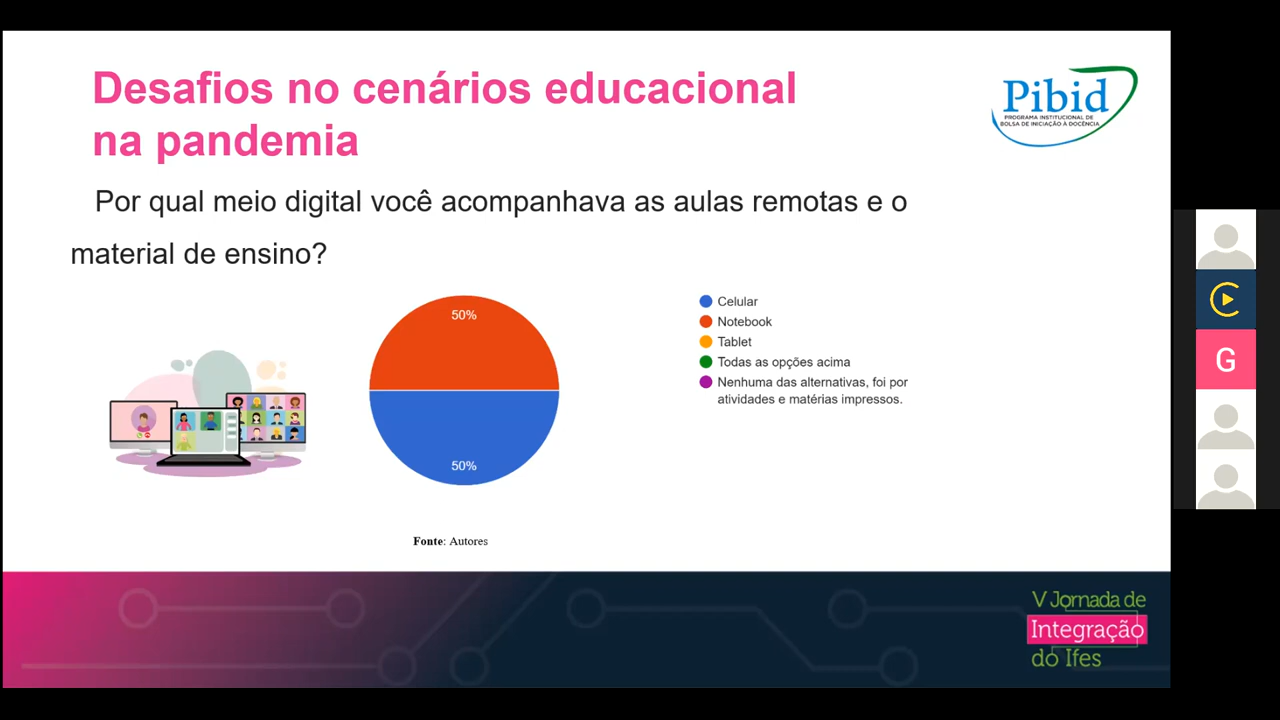 Desafios no cenários educacional
na pandemia
Pibid
PROGRAMA INSTITUCIONAL DE
BOLSA DE INICIAÇÃO À DOCÊNCIA
Por qual meio digital você acompanhava as aulas remotas e o
material de ensino?
50%
50%
Celular
Notebook
Tablet
Todas as opções acima
Nenhuma das alternativas, foi por
atividades e matérias impressos.
Fonte: Autores
G
V Jornada de
Integração
do Ifes